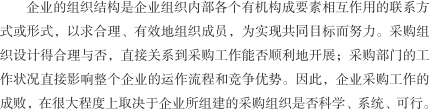 企业的组织结构是企业组织内部各个有机构成要素相互作用的联系方
式或形式，以求合理、有效地组织成员，为实现共同目标而努力。采购组
织设计得合理与否，直接关系到采购工作能否顺利地开展；采购部门的工
作状况直接影响整个企业的运作流程和竞争优势。因此，企业采购工作的
成败，在很大程度上取决于企业所组建的采购组织是否科学、系统、可行。